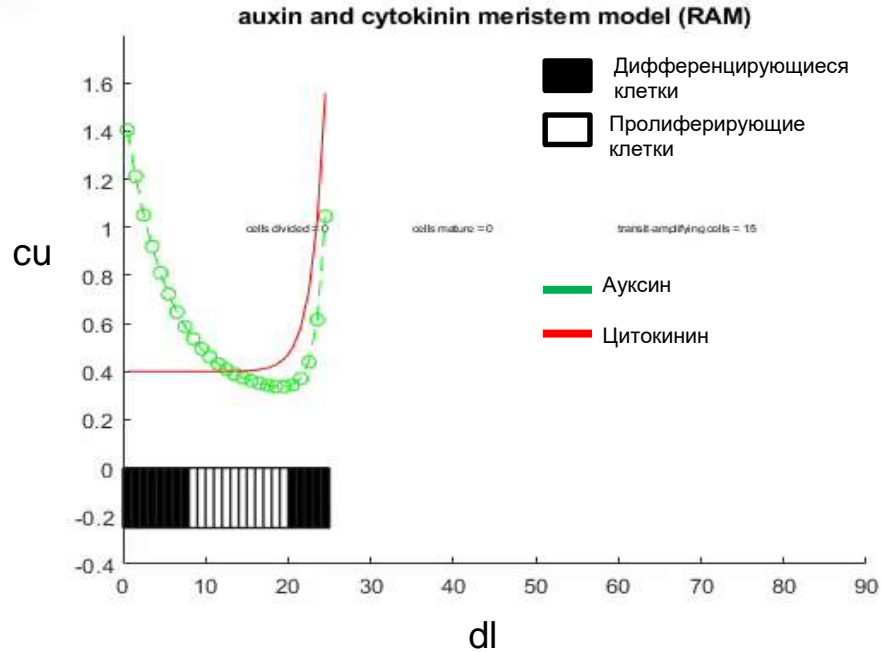 auxin and cytokinin meristem model (RAM)
1.6
1.4
1.2
1
0.8
0.6
0.4
0.2
0
-0.2
-0.4
cu
Дифференцирующиеся
клетки
Пролиферирующие
клетки
cells divided = 0
cells mature = 0
transit-amplifying cells = 15
Ауксин
Цитокинин
0 10 20 30 40 50 60 70 80 90
dl